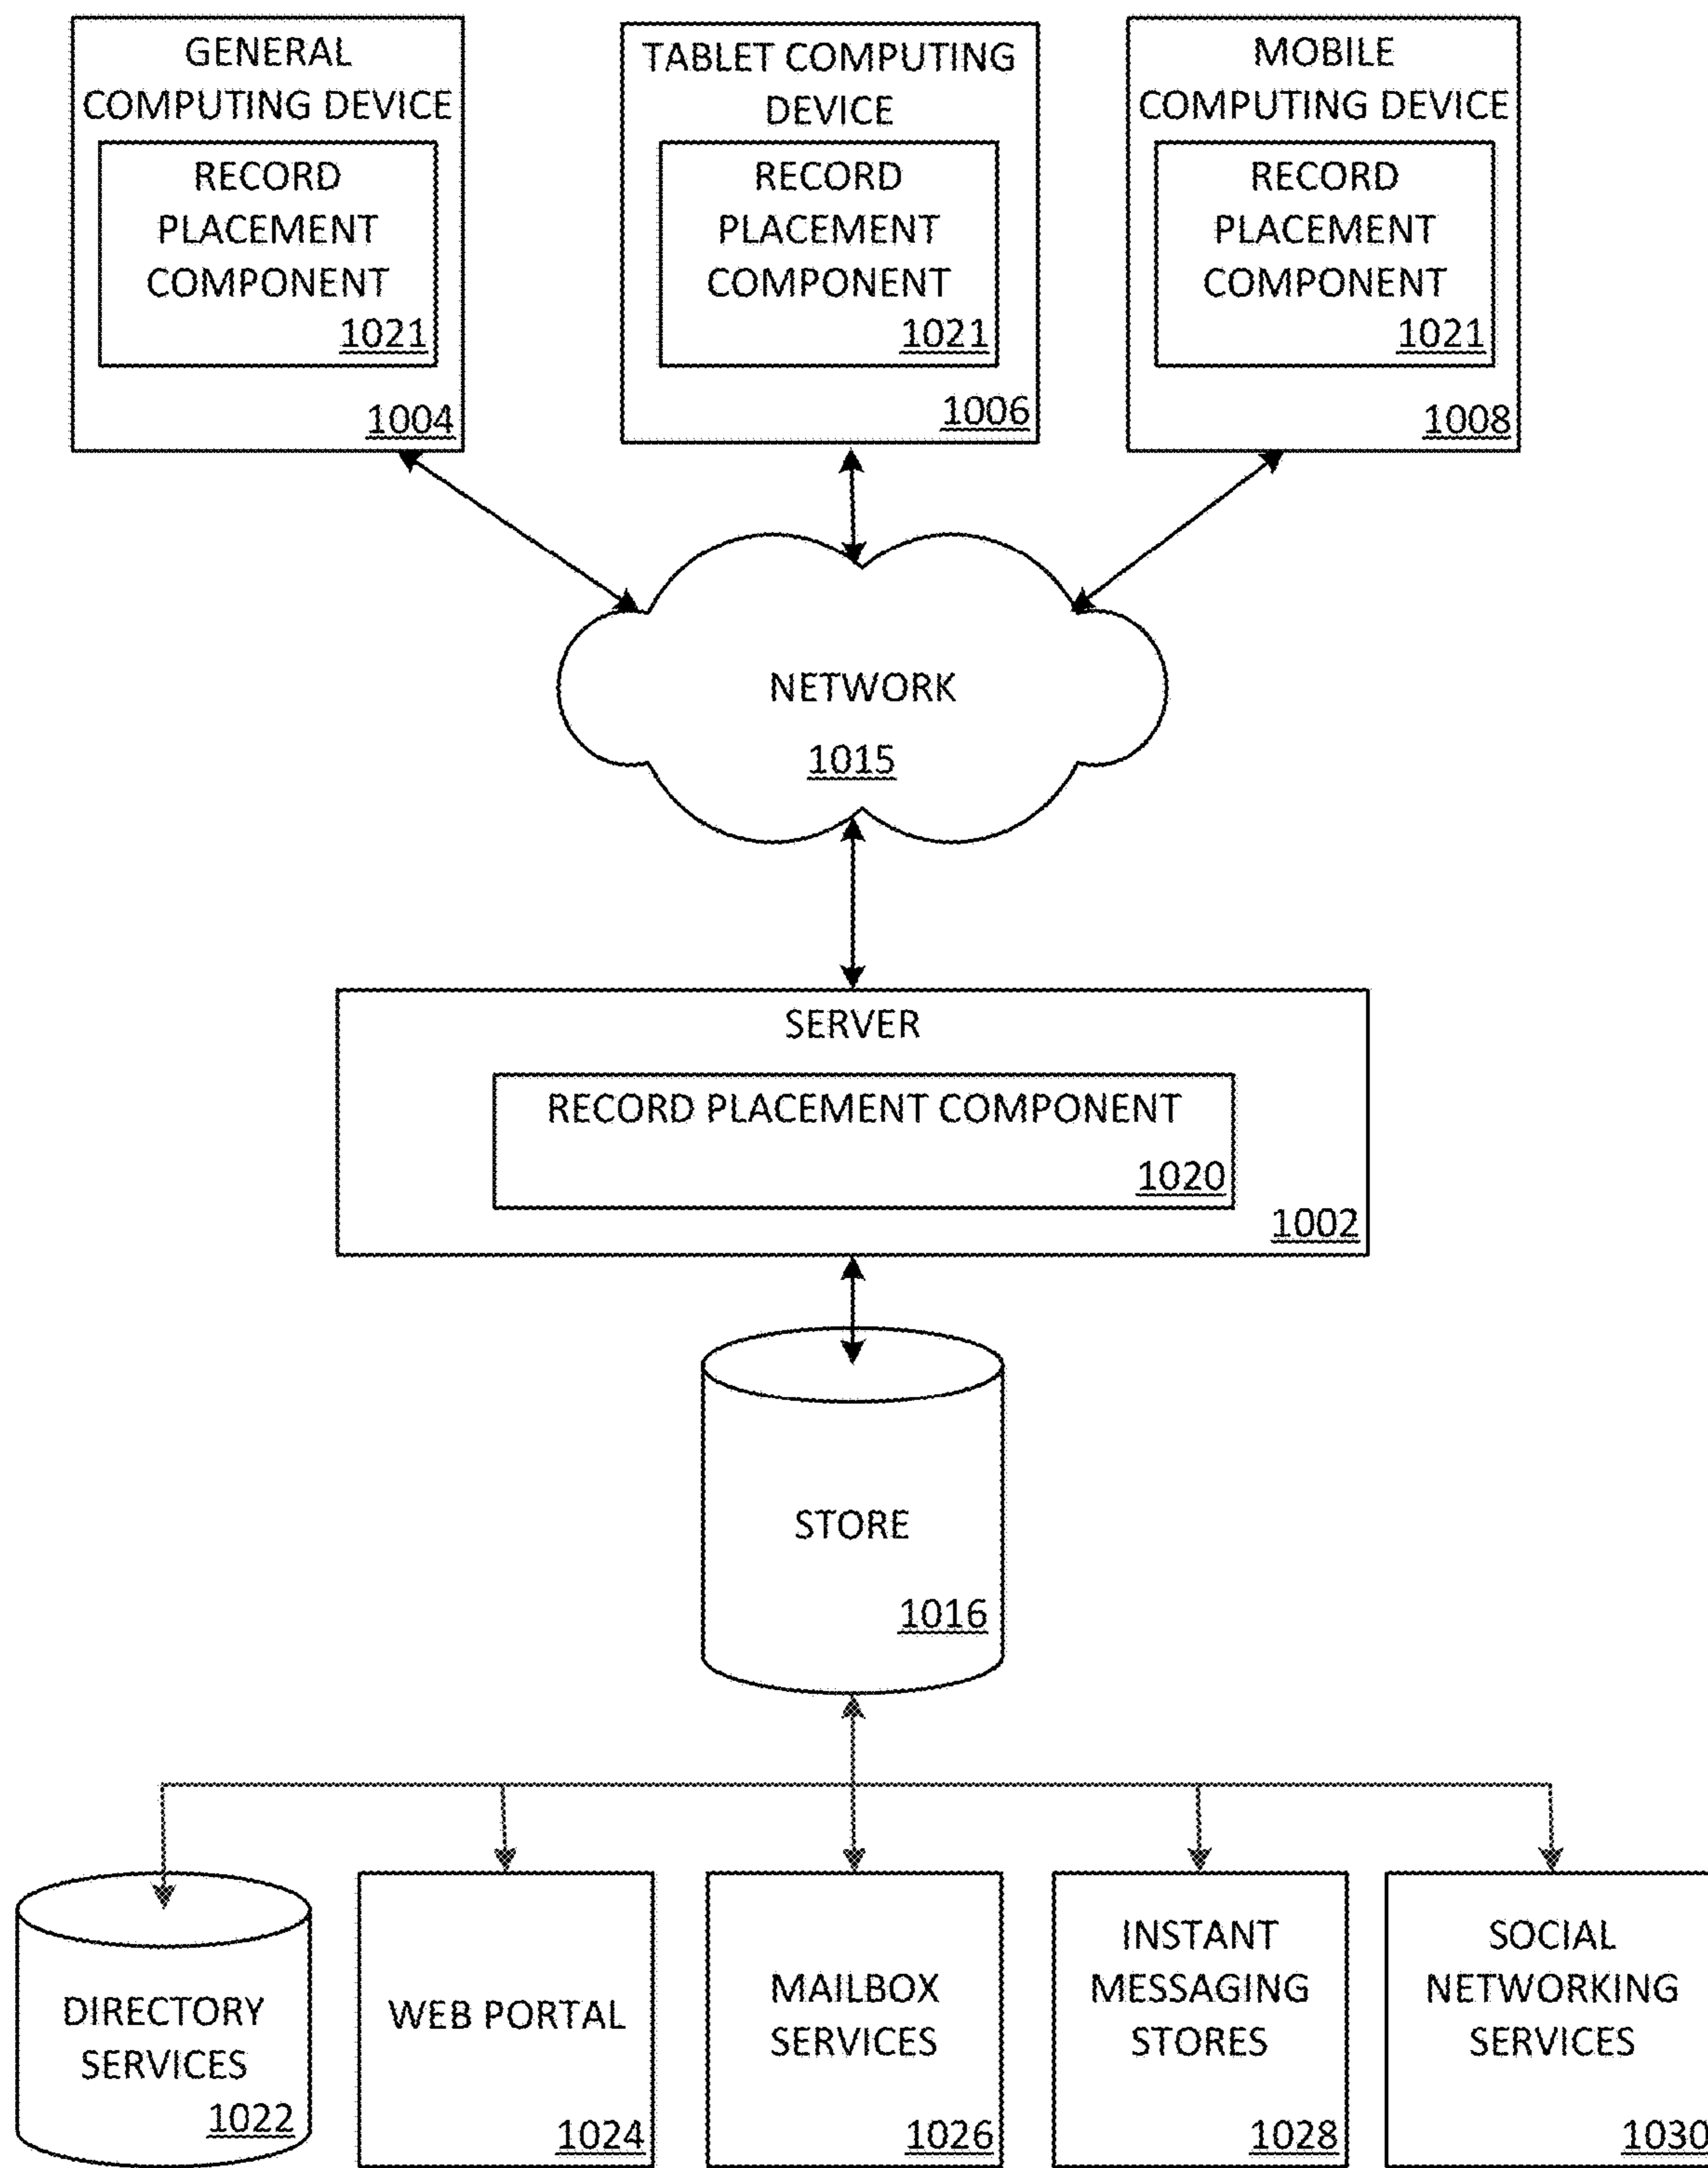 GENERAL
COMPUTING DEVICE
RECORD
PLACEMENT
COMPONENT
1021
1004
TABLET COMPUTING
DEVICE
RECORD
PLACEMENT
COMPONENT
1021
1006
MOBILE
COMPUTING DEVICE
RECORD
PLACEMENT
COMPONENT
1021
1008
NETWORK
1015
SERVER
RECORD PLACEMENT COMPONENT
1020
1002
STORE
1016
DIRECTORY
SERVICES
1022
WEB PORTAL
1024
MAILBOX
SERVICES
1026
INSTANT
MESSAGING
STORES
1028
SOCIAL
NETWORKING
SERVICES
1030